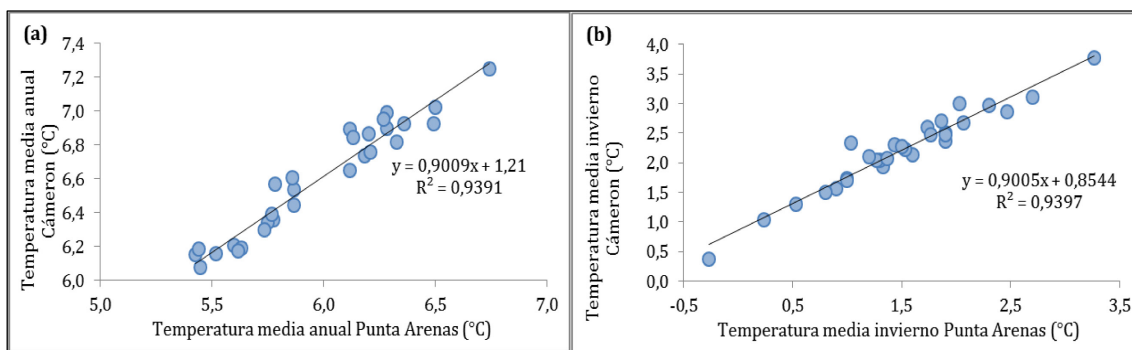 (a)
Temperatura media anual
Cámeron (°C)
7,4
7,2
7,0
6,8
6,6
6,4
6,2
6,0
y = 0,9009x + 1,21
R² = 0,9391
5,0
5,5
6,0
6,5
7,0
Temperatura media anual Punta Arenas (°C)
(b)
Temperatura media invierno
Cámeron (°C)
4,0
3,5
3,0
2,5
2,0
1,5
1,0
0,5
0,0
y = 0,9005x + 0,8544
R² = 0,9397
-0,5
0,5
1,5
2,5
3,5
Temperatura media invierno Punta Arenas (°C)